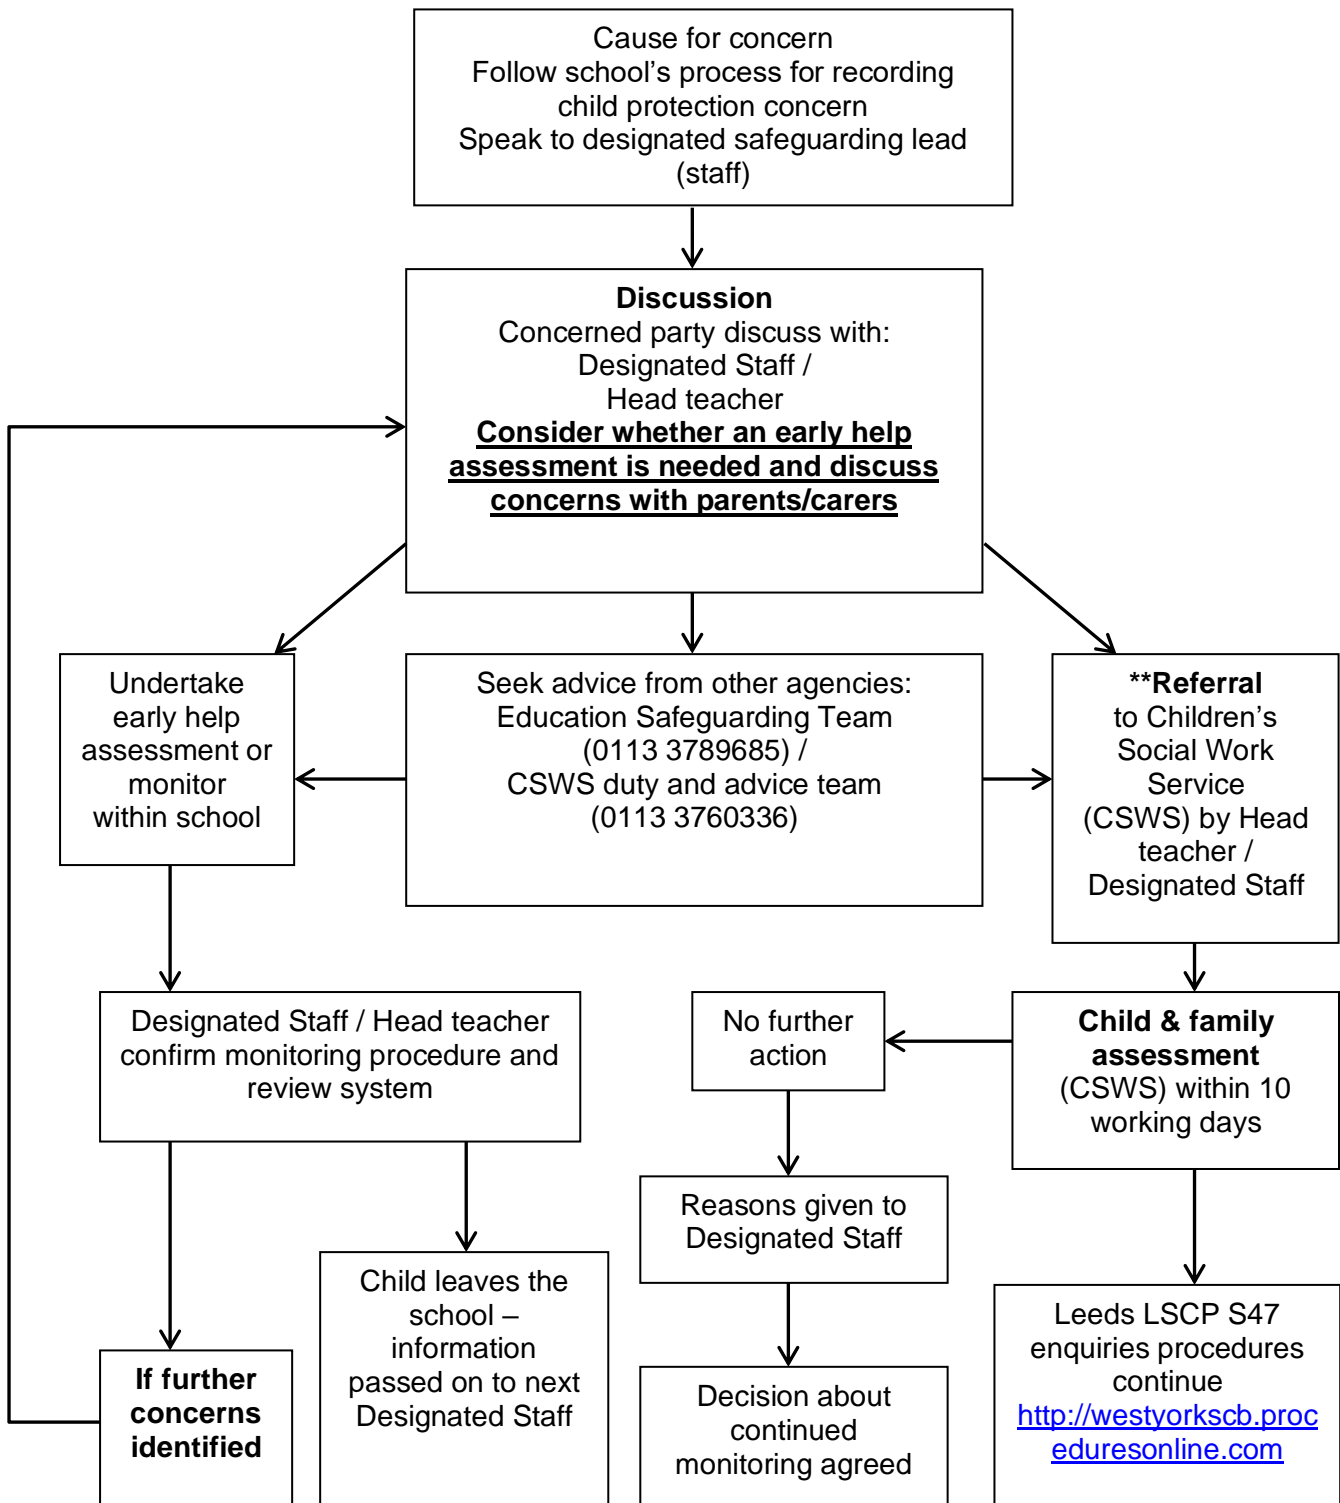 Cause for concern
Follow school's process for recording
child protection concern
Speak to designated safeguarding lead
(staff)
Discussion
Concerned party discuss with:
Designated Staff /
Head teacher
Consider whether an early help
assessment is needed and discuss
concerns with parents/carers
Undertake
early help
assessment or
monitor
within school
Seek advice from other agencies:
Education Safeguarding Team
(0113 3789685) /
CSWS duty and advice team
(0113 3760336)
**Referral
to Children's
Social Work
Service
(CSWS) by Head
teacher /
Designated Staff
Designated Staff / Head teacher
confirm monitoring procedure and
review system
No further
action
Child & family
assessment
(CSWS) within 10
working days
Reasons given to
Designated Staff
If further
concerns
identified
Child leaves the
school –
information
passed on to next
Designated Staff
Decision about
continued
monitoring agreed
Leeds LSCP S47
enquiries procedures
continue
http://westyorkscb.proc
eduresonline.com